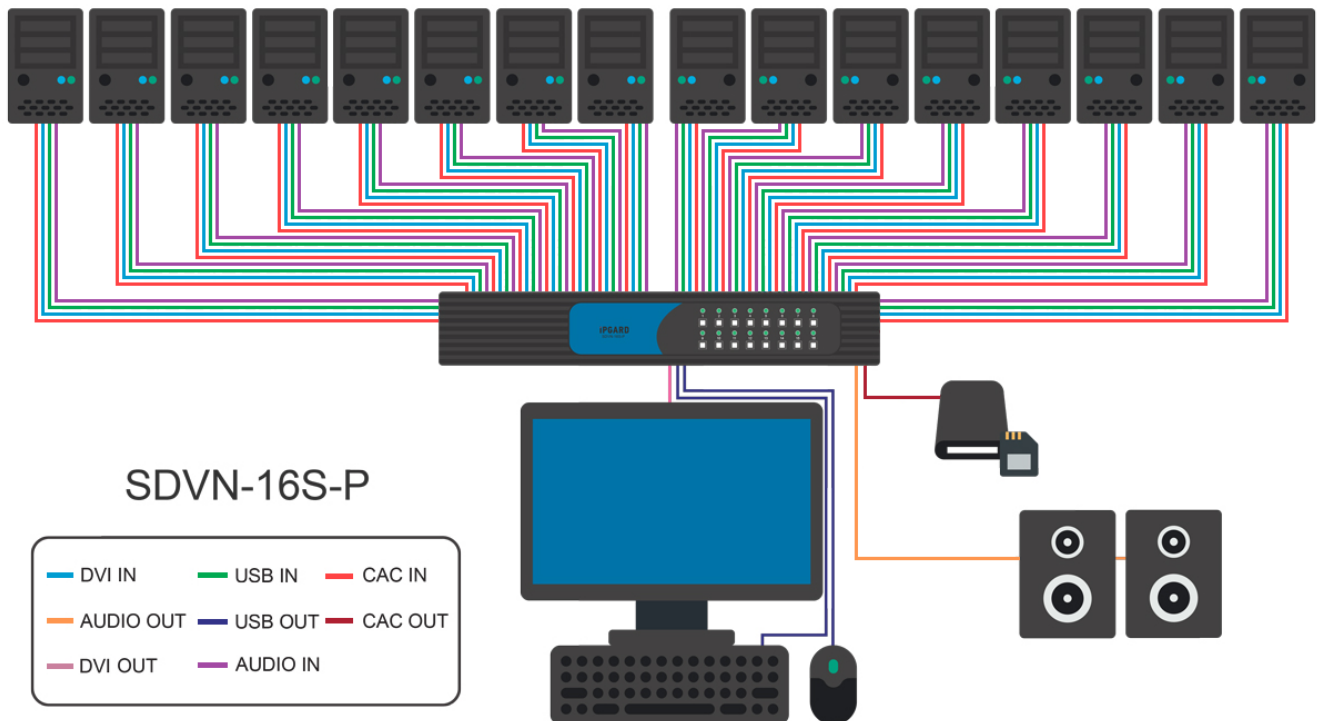 iPGARD
SDVN-16S-P
DVI IN
USB IN
CAC IN
AUDIO OUT
USB OUT
CAC OUT
DVI OUT
AUDIO IN